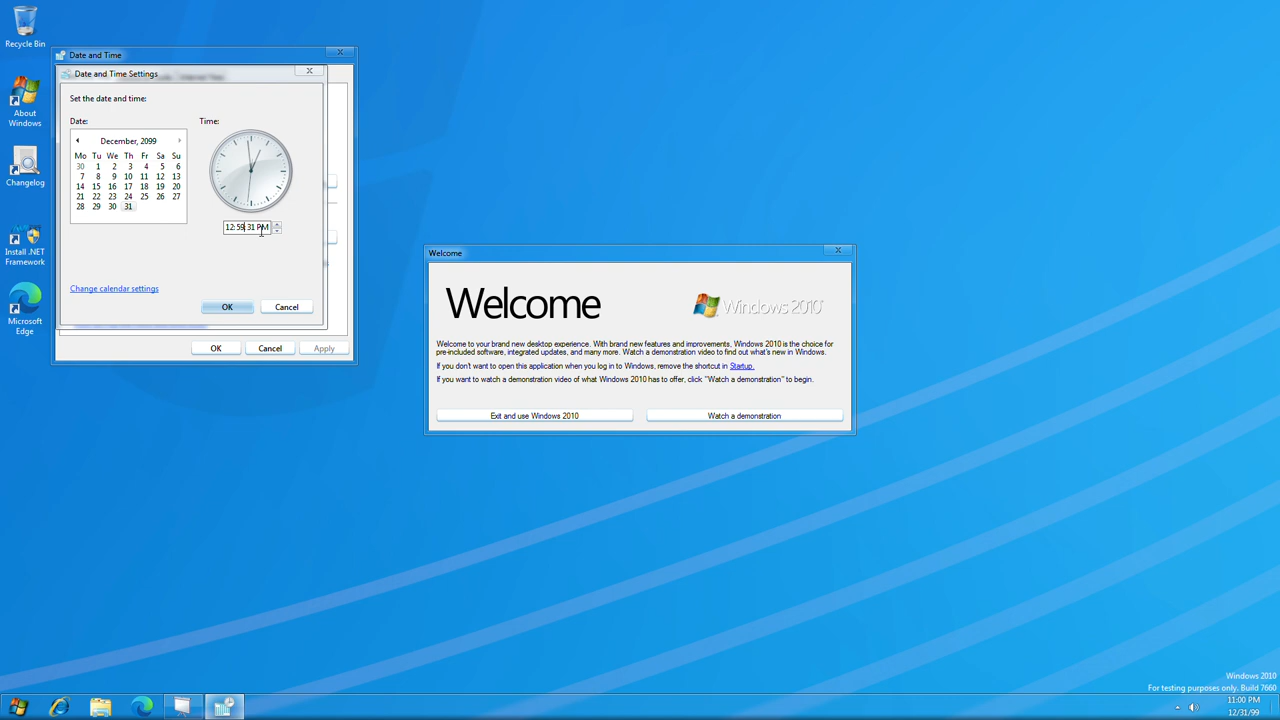 Recycle Bin
About
Windows
Changelog
Install .NET
Framework
Microsoft
Edge
Date and Time
Date and Time Settings
Set the date and time:
Date:
Time:
December, 2099
Mo Tu We Th Fr Sa Su
30 1 2 3 4 5 6
7 8 9 10 11 12 13
14 15 16 17 18 19 20
21 22 23 24 25 26 27
28 29 30 31
12:59:31 PM
Change calendar settings
OK
Cancel
OK
Cancel
Apply
Welcome
Welcome
Windows 2010
Welcome to your brand new desktop experience. With brand new features and improvements, Windows 2010 is the choice for
pre-included software, integrated updates, and many more. Watch a demonstration video to find out what's new in Windows.
If you don't want to open this application when you log in to Windows, remove the shortcut in Startup.
If you want to watch a demonstration video of what Windows 2010 has to offer, click "Watch a demonstration" to begin.
Exit and use Windows 2010
Watch a demonstration
Windows 2010
For testing purposes only. Build 7660
11:00 PM
12/31/99